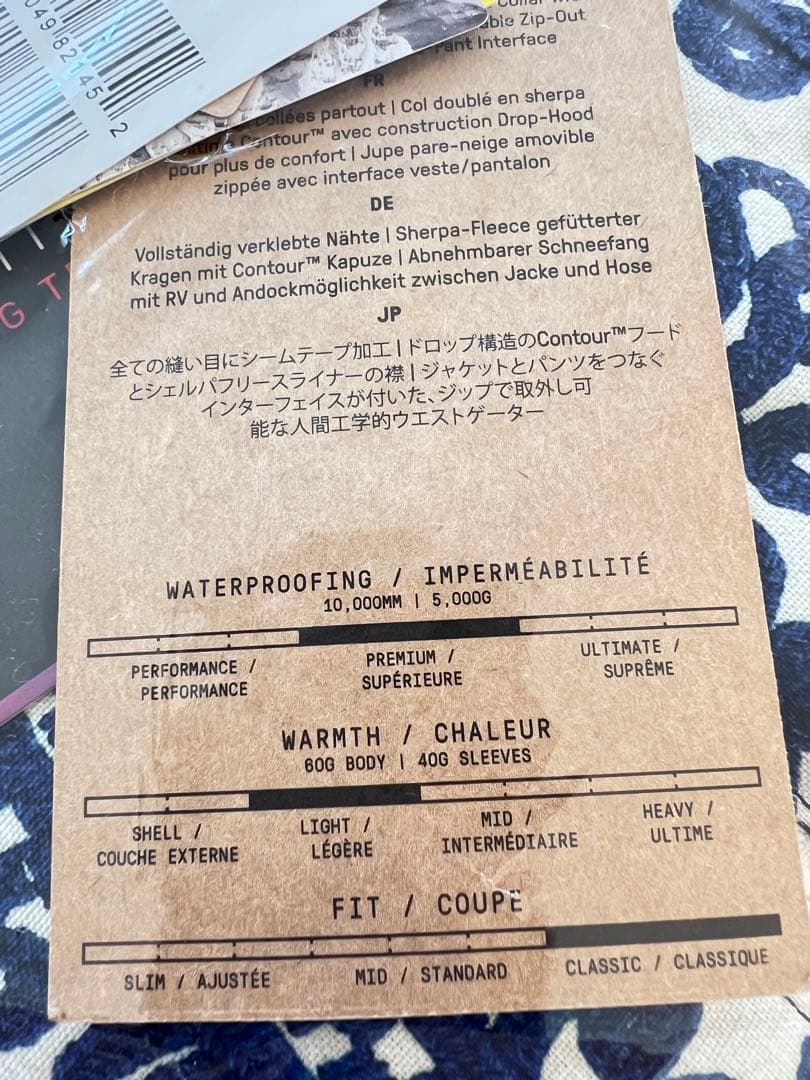 04982 45 2
Zip-Out
Interface
FR
partout | Col doublé en sherpa
Contour™ avec construction Drop-Hood
pour plus de confort | Jupe pare-neige amovible
zippée avec interface veste/pantalon
DE
Vollständig verklebte Nähte | Sherpa-Fleece gefütterter
Kragen mit Contour™ Kapuze | Abnehmbarer Schneefang
mit RV und Andockmöglichkeit zwischen Jacke und Hose
JP
全ての縫い目にシームテープ加工 | ドロップ構造のContour™フード
とシェルパフリースライナーの襟 | ジャケットとパンツをつなぐ
インターフェイスが付いた、ジップで取外し可
能な人間工学的ウエストゲーター
WATERPROOFING / IMPERMÉABILITÉ
10,000MM | 5,000G
PERFORMANCE /
PERFORMANCE
PREMIUM /
SUPÉRIEURE
ULTIMATE /
SUPRÊME
WARMTH / CHALEUR
60G BODY | 40G SLEEVES
SHELL /
COUCHE EXTERNE
LIGHT /
LÉGÈRE
MID /
INTERMÉDIAIRE
HEAVY /
ULTIME
FIT / COUPE
SLIM / AJUSTÉE
MID / STANDARD
CLASSIC / CLASSIQUE